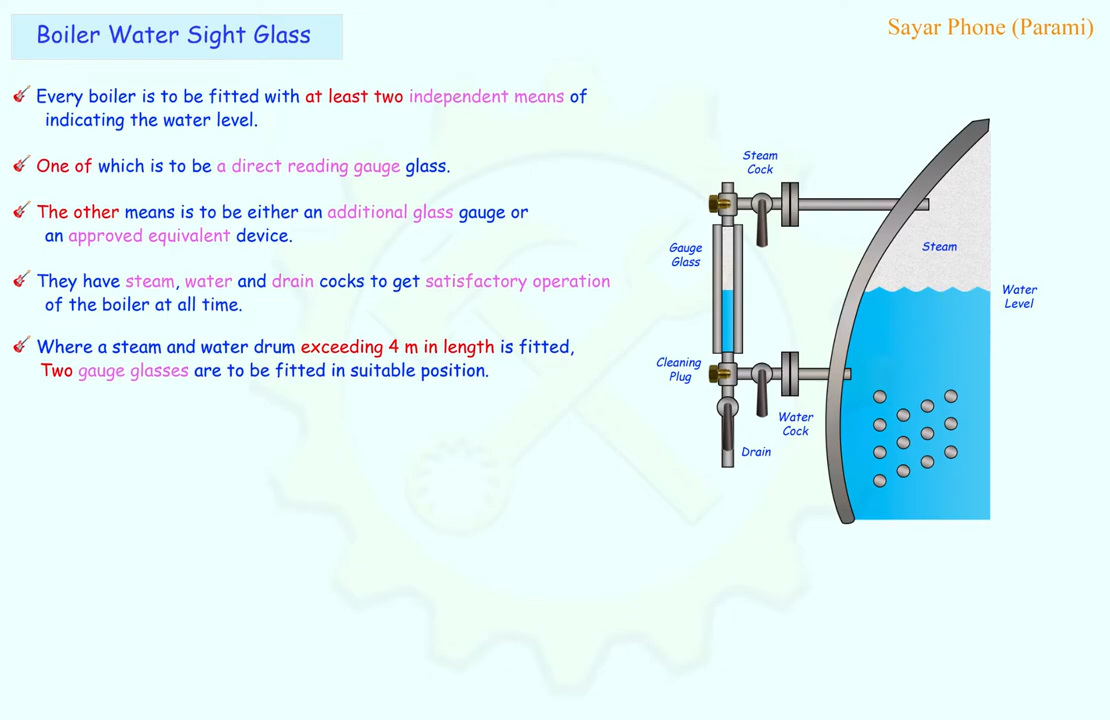 Boiler Water Sight Glass
Sayar Phone (Parami)
Every boiler is to be fitted with at least two independent means of
indicating the water level.
One of which is to be a direct reading gauge glass.
The other means is to be either an additional glass gauge or
an approved equivalent device.
They have steam, water and drain cocks to get satisfactory operation
of the boiler at all time.
Where a steam and water drum exceeding 4 m in length is fitted,
Two gauge glasses are to be fitted in suitable position.
Steam
Cock
Gauge
Glass
Steam
Water
Level
Cleaning
Plug
Water
Cock
Drain